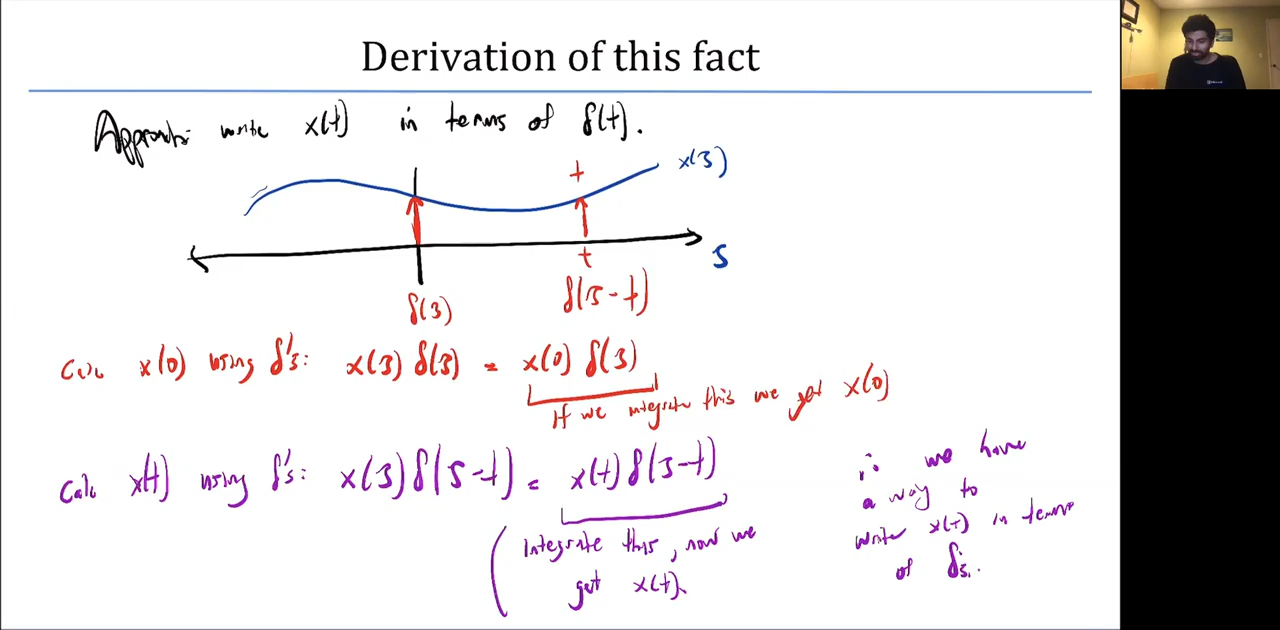 Derivation of this fact
Approach: write x(t) in terms of δ(t).
t
x(s)
s
t
δ(s)
δ(s-t)
Calc x(0) using δ's: x(s) δ(s) = x(0) δ(s)
If we integrate this we get x(0)
Calc x(t) using δ's: x(s) δ(s-t) = x(t) δ(s-t)
Integrate this, now we
get x(t).
∴ we have
a way to
write x(t) in terms
of δ's.